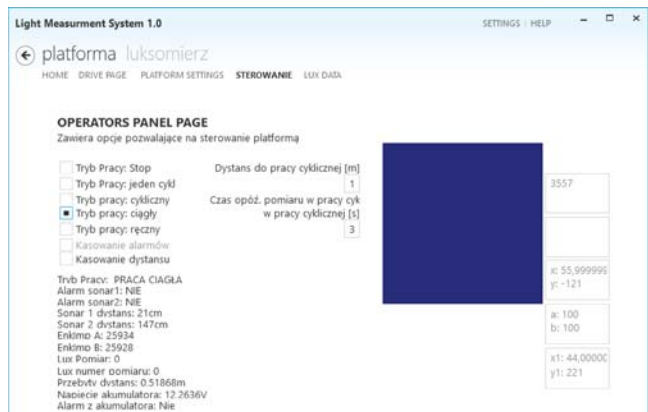 Light Measurment System 1.0
SETTINGS | HELP
platforma luksomierz
HOME DRIVE PAGE PLATFORM SETTINGS STEROWANIE LUX DATA
OPERATORS PANEL PAGE
Zawiera opcje pozwalające na sterowanie platformą
Tryb Pracy: Stop
Tryb Pracy: jeden cykl
Tryb pracy: cykliczny
Tryb pracy: ciągły
Tryb pracy: ręczny
Kasowanie alarmów
Kasowanie dystansu
Dystans do pracy cyklicznej [m]
1
Czas opóź. pomiaru w pracy cyk
w pracy cyklicznej [s]
3
Tryb Pracy: PRACA CIAGŁA
Alarm sonar1: NIE
Alarm sonar2: NIE
Sonar 1 dystans: 21cm
Sonar 2 dystans: 147cm
EnkImp A: 25934
EnkImp B: 25928
Lux Pomiar: 0
Lux numer pomiaru: 0
Przebyty dystans: 0.51868m
Napiecie akumulatora: 12.2636V
Alarm z akumulatora: Nie
3557
x: 55,999999
y: -121
a: 100
b: 100
x1: 44,00000
y1: 221